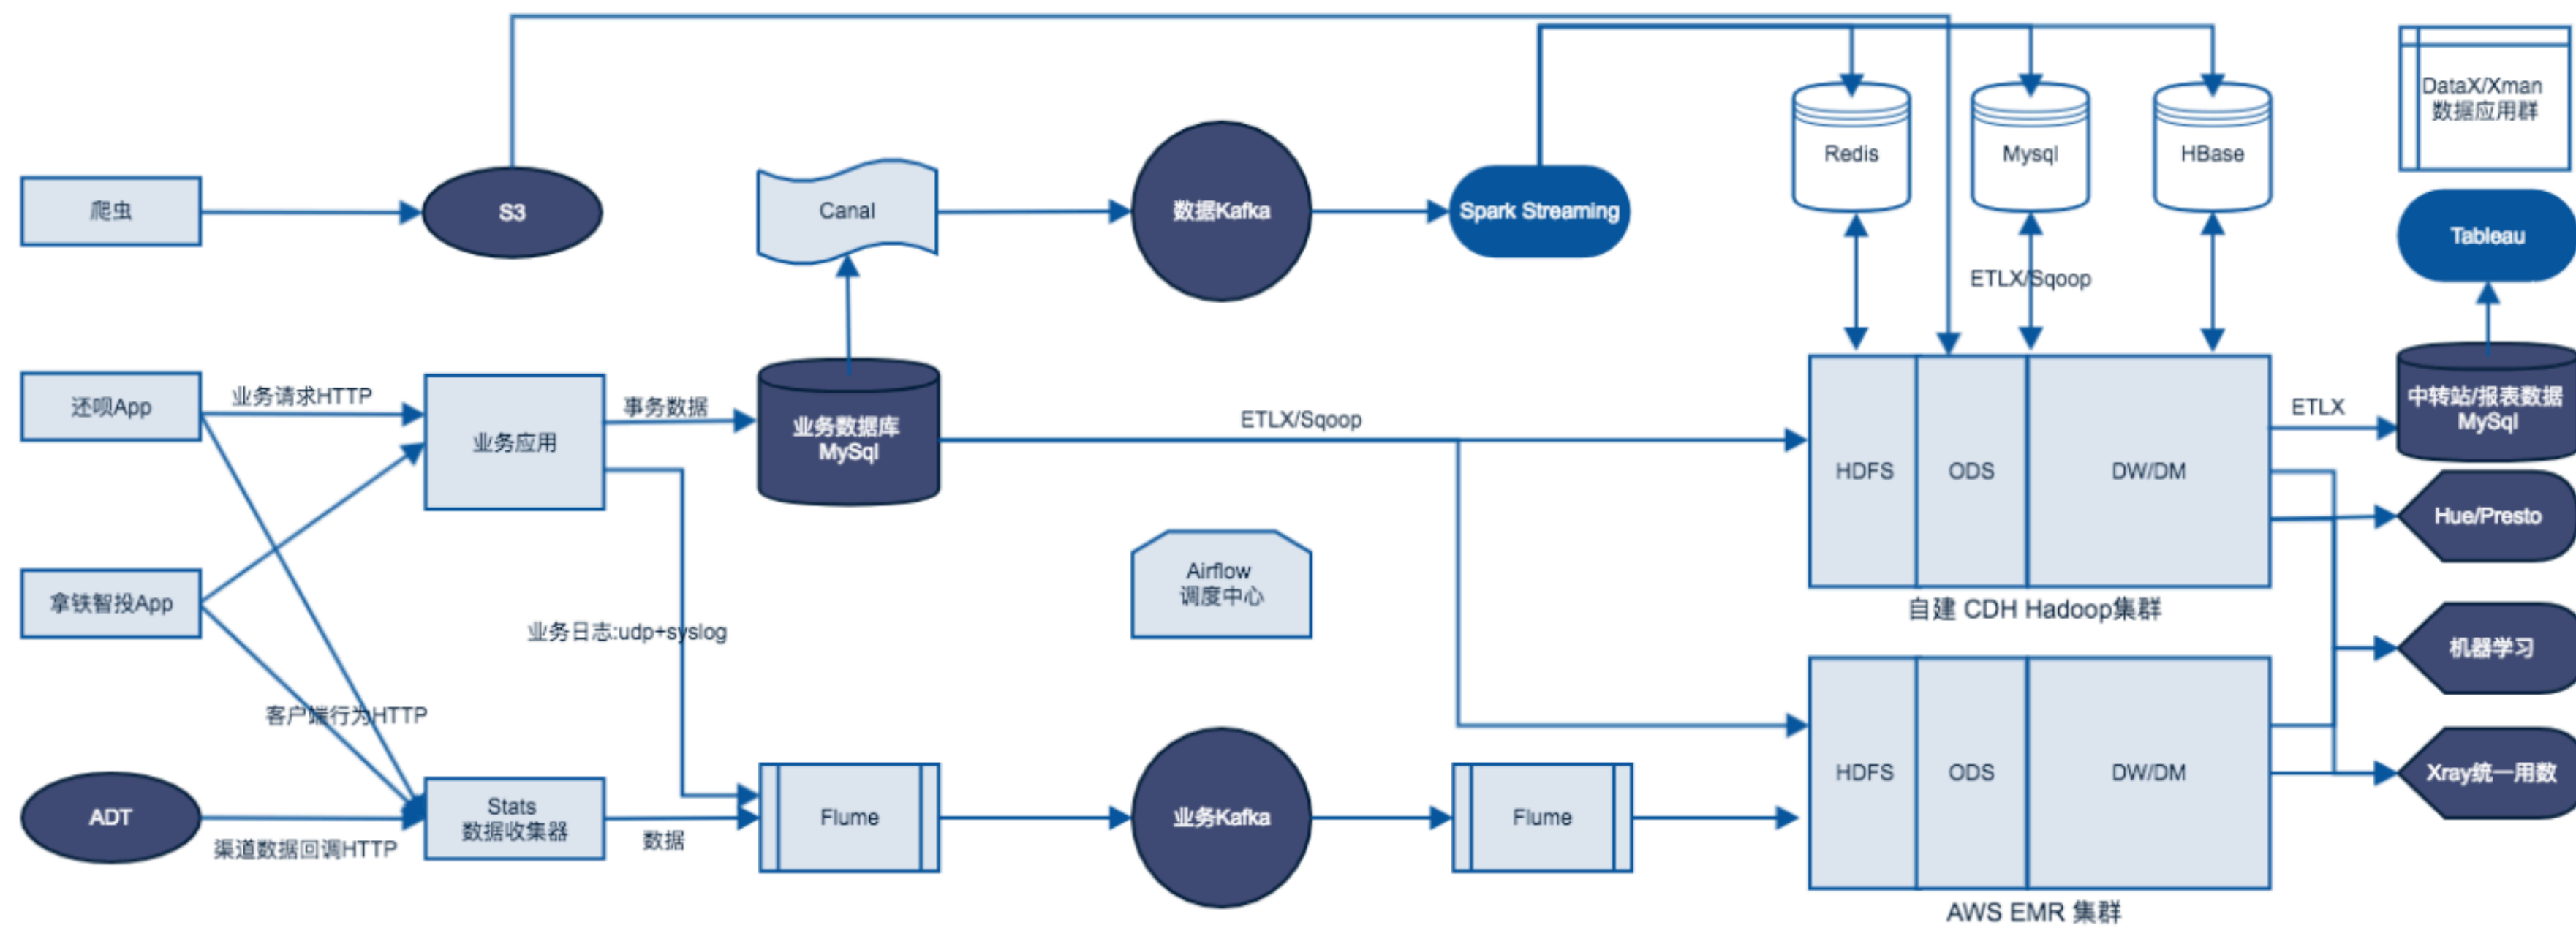 DataX/Xman
数据应用群
Redis
Mysql
HBase
爬虫
S3
Canal
数据Kafka
Spark Streaming
Tableau
ETLX/Sqoop
还呗App
业务请求HTTP
业务应用
事务数据
业务数据库
MySql
ETLX/Sqoop
HDFS
ODS
DW/DM
自建 CDH Hadoop集群
ETLX
中转站/报表数据
MySql
Hue/Presto
拿铁智投App
业务日志:udp+syslog
Airflow
调度中心
机器学习
客户端行为HTTP
ADT
渠道数据回调HTTP
Stats
数据收集器
数据
Flume
业务Kafka
Flume
HDFS
ODS
DW/DM
AWS EMR 集群
Xray统一用数